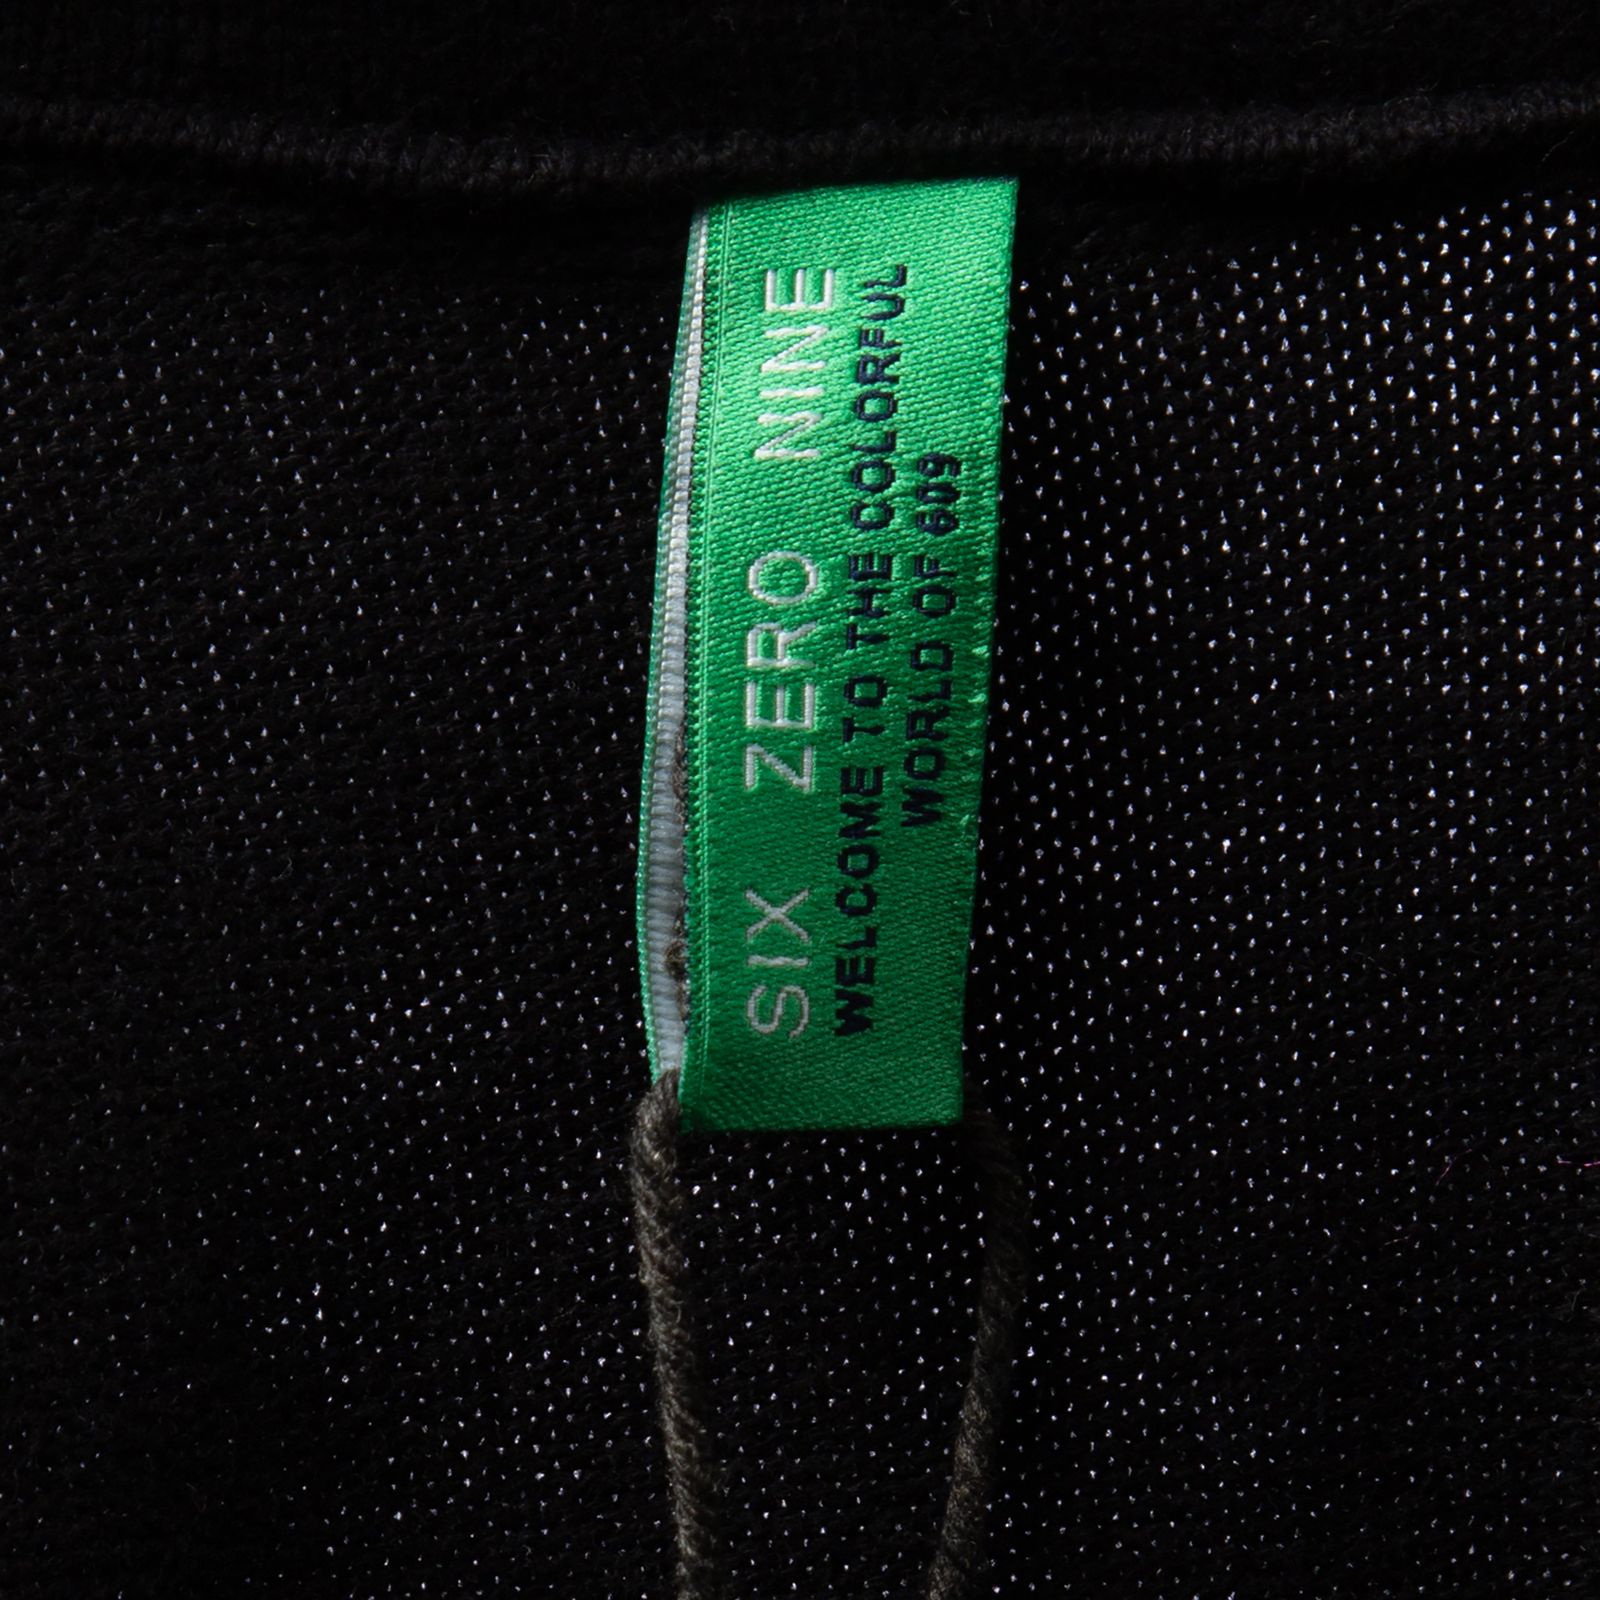 SIX ZERO NINE
WELCOME TO THE COLORFUL
WORLD OF 609